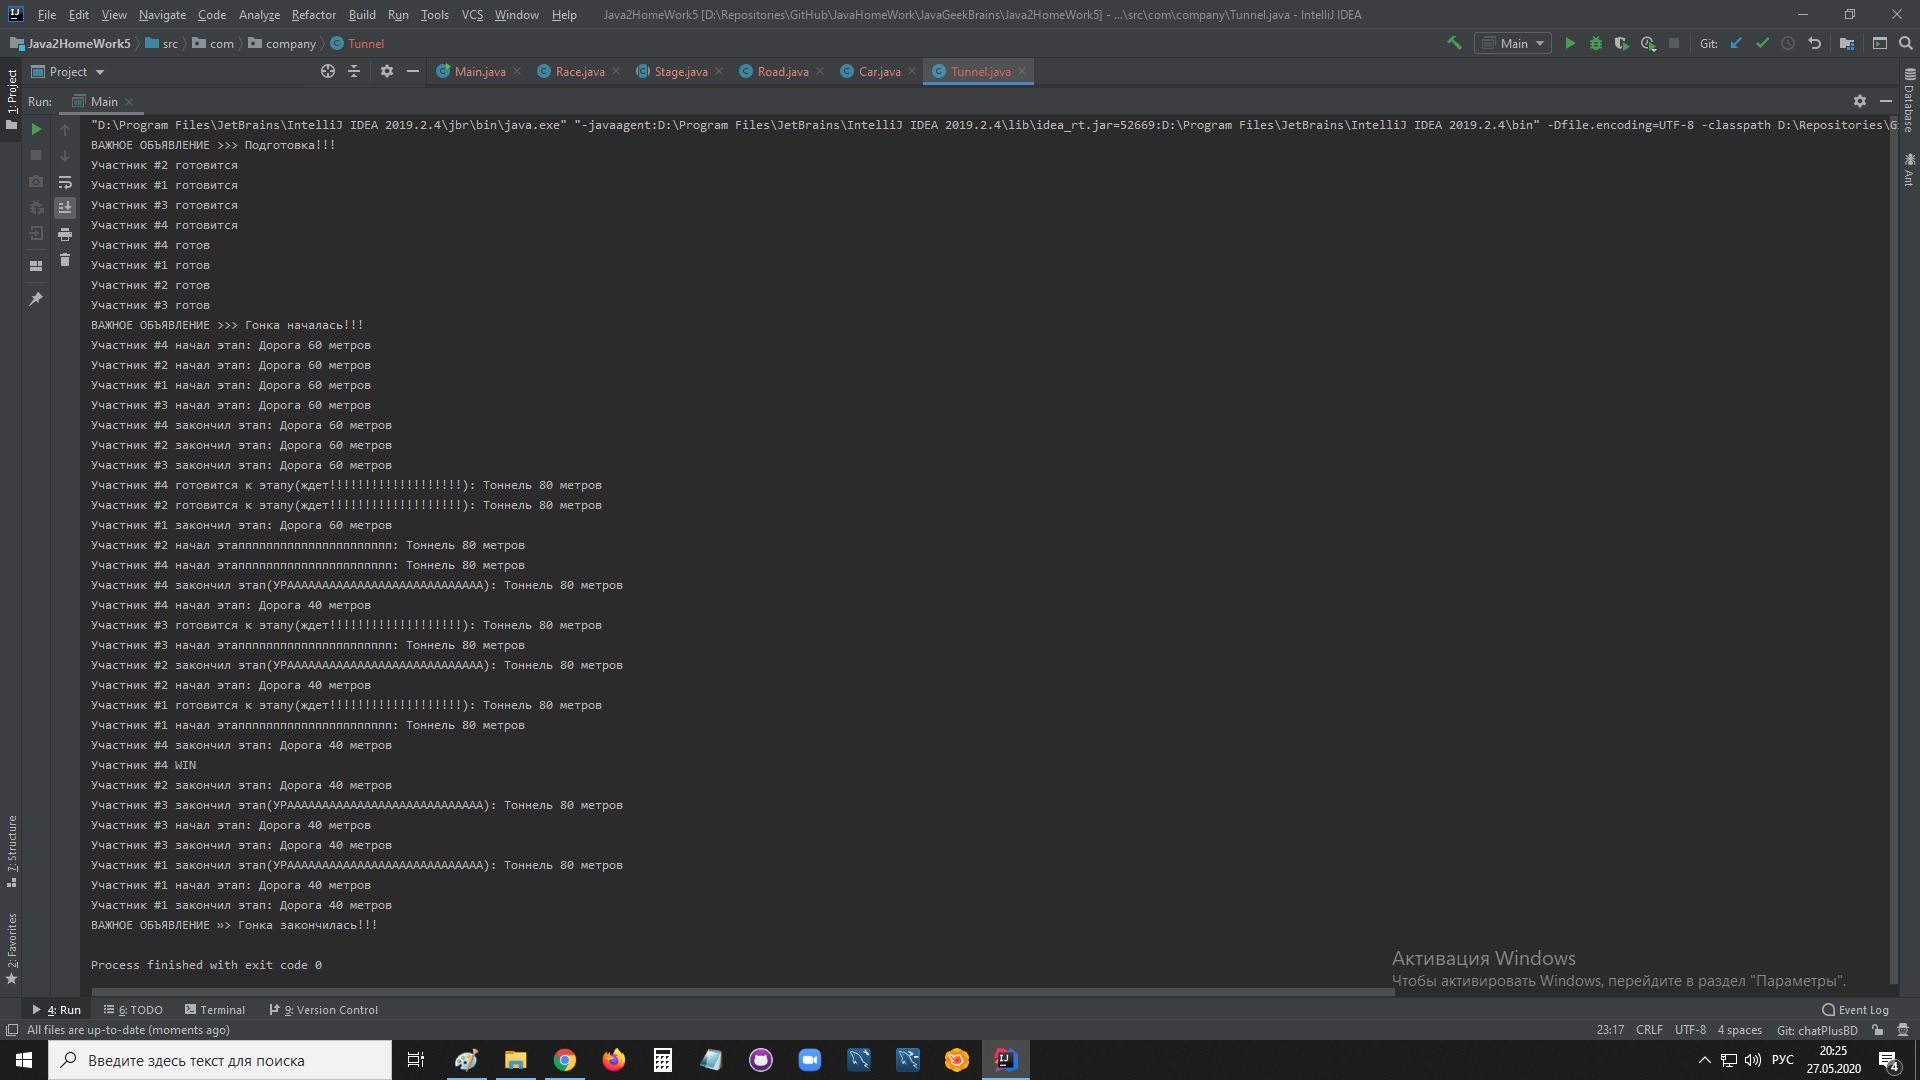 File Edit View Navigate Code Analyze Refactor Build Run Tools VCS Window Help Java2HomeWork5 [D:\Repositories\GitHub\JavaHomeWork\JavaGeekBrains\Java2HomeWork5] - ...\src\com\company\Tunnel.java - IntelliJ IDEA
Java2HomeWork5 src com company Tunnel Main Git:
1: Project Project Main.java Race.java Stage.java Road.java Car.java Tunnel.java
Run: Main
Database
Ant
"D:\Program Files\JetBrains\IntelliJ IDEA 2019.2.4\jbr\bin\java.exe" "-javaagent:D:\Program Files\JetBrains\IntelliJ IDEA 2019.2.4\lib\idea_rt.jar=52669:D:\Program Files\JetBrains\IntelliJ IDEA 2019.2.4\bin" -Dfile.encoding=UTF-8 -classpath D:\Repositories\G
ВАЖНОЕ ОБЪЯВЛЕНИЕ >>> Подготовка!!!
Участник #2 готовится
Участник #1 готовится
Участник #3 готовится
Участник #4 готовится
Участник #4 готов
Участник #1 готов
Участник #2 готов
Участник #3 готов
ВАЖНОЕ ОБЪЯВЛЕНИЕ >>> Гонка началась!!!
Участник #4 начал этап: Дорога 60 метров
Участник #2 начал этап: Дорога 60 метров
Участник #1 начал этап: Дорога 60 метров
Участник #3 начал этап: Дорога 60 метров
Участник #4 закончил этап: Дорога 60 метров
Участник #2 закончил этап: Дорога 60 метров
Участник #3 закончил этап: Дорога 60 метров
Участник #4 готовится к этапу(ждет!!!!!!!!!!!!!!!!!!!): Тоннель 80 метров
Участник #2 готовится к этапу(ждет!!!!!!!!!!!!!!!!!!!): Тоннель 80 метров
Участник #1 закончил этап: Дорога 60 метров
Участник #2 начал этапппппппппппппппппппппп: Тоннель 80 метров
Участник #4 начал этапппппппппппппппппппппп: Тоннель 80 метров
Участник #4 закончил этап(УРАААААААААААААААААААААААААААА): Тоннель 80 метров
Участник #4 начал этап: Дорога 40 метров
Участник #3 готовится к этапу(ждет!!!!!!!!!!!!!!!!!!!): Тоннель 80 метров
Участник #3 начал этапппппппппппппппппппппп: Тоннель 80 метров
Участник #2 закончил этап(УРАААААААААААААААААААААААААААА): Тоннель 80 метров
Участник #2 начал этап: Дорога 40 метров
Участник #1 готовится к этапу(ждет!!!!!!!!!!!!!!!!!!!): Тоннель 80 метров
Участник #1 начал этапппппппппппппппппппппп: Тоннель 80 метров
Участник #4 закончил этап: Дорога 40 метров
Участник #4 WIN
Участник #2 закончил этап: Дорога 40 метров
Участник #3 закончил этап(УРАААААААААААААААААААААААААААА): Тоннель 80 метров
Участник #3 начал этап: Дорога 40 метров
Участник #3 закончил этап: Дорога 40 метров
Участник #1 закончил этап(УРАААААААААААААААААААААААААААА): Тоннель 80 метров
Участник #1 начал этап: Дорога 40 метров
Участник #1 закончил этап: Дорога 40 метров
ВАЖНОЕ ОБЪЯВЛЕНИЕ »> Гонка закончилась!!!
Process finished with exit code 0
7: Structure
2: Favorites
Активация Windows
Чтобы активировать Windows, перейдите в раздел "Параметры".
4: Run 6: TODO Terminal 9: Version Control Event Log
All files are up-to-date (moments ago) 23:17 CRLF UTF-8 4 spaces Git: chatPlusBD
Введите здесь текст для поиска РУС 20:25
27.05.2020 4